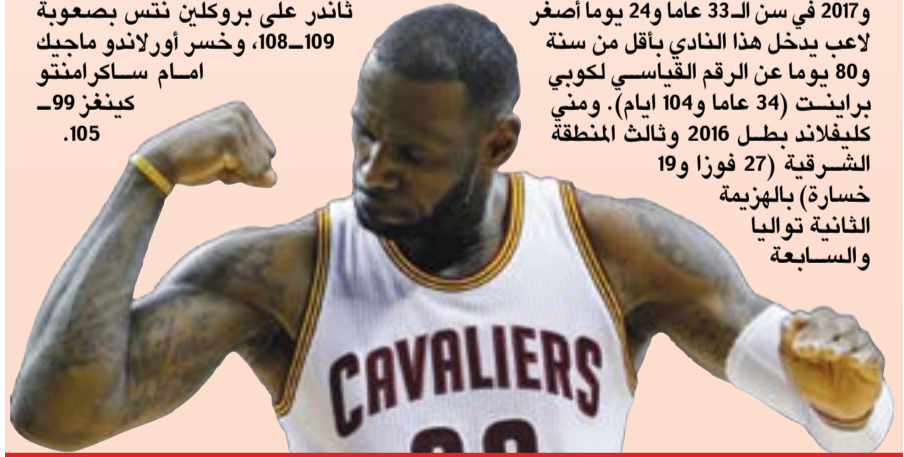 و2017 في سن الـ33 عاما و24 يوما أصغر
لاعب يدخل هذا النادي بأقل من سنة
و80 يوما عن الرقم القياسي لكوبي
براينت (34 عاما و104 ايام). ومني
كليفلاند بطل 2016 وثالث المنطقة
الشرقية (27 فوزا و19
خسارة) بالهزيمة
الثانية تواليا
والسابعة
ثاندر على بروكلين نتس بصعوبة
109–108، وخسر أورلاندو ماجيك
امام ساكرامنتو
كينغز 99–
105.
CAVALIERS